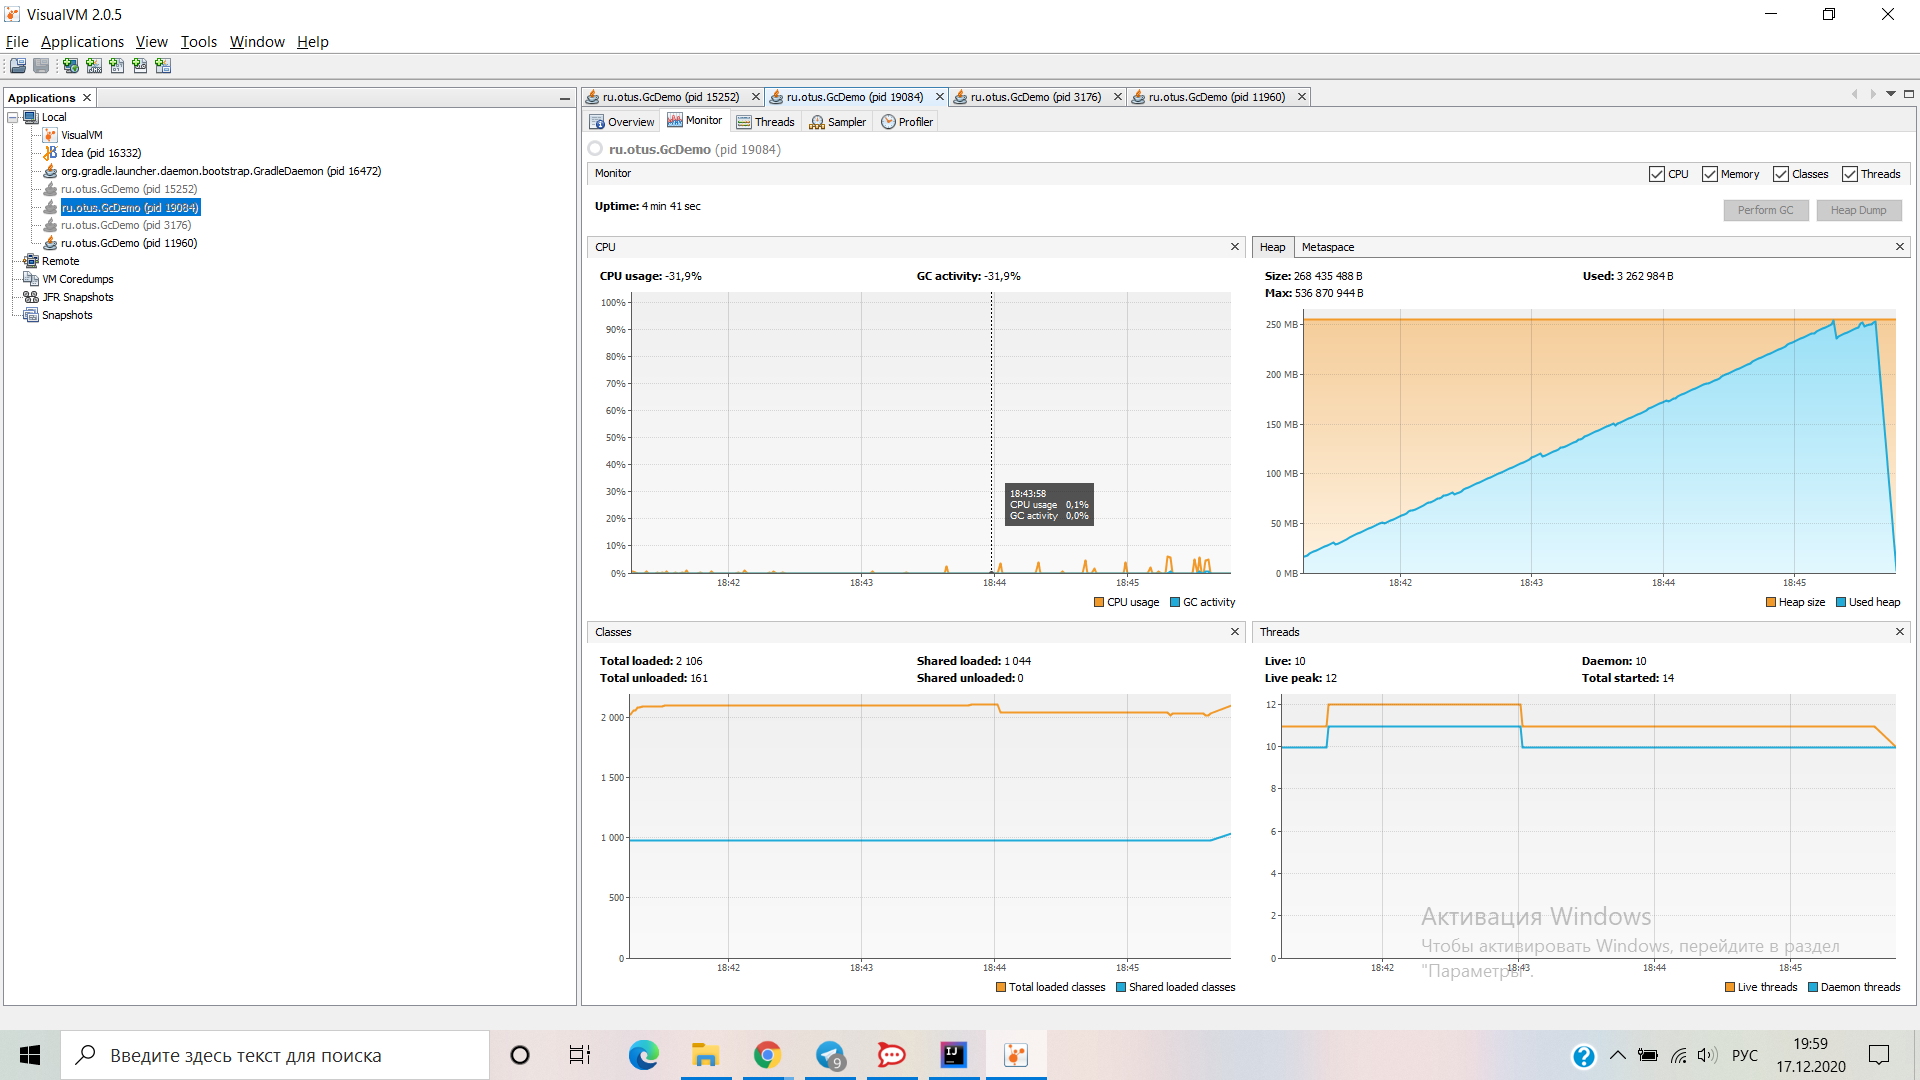 VisualVM 2.0.5
File Applications View Tools Window Help
Applications
Local
VisualVM
Idea (pid 16332)
org.gradle.launcher.daemon.bootstrap.GradleDaemon (pid 16472)
ru.otus.GcDemo (pid 15252)
ru.otus.GcDemo (pid 19084)
ru.otus.GcDemo (pid 3176)
ru.otus.GcDemo (pid 11960)
Remote
VM Coredumps
JFR Snapshots
Snapshots
ru.otus.GcDemo (pid 15252) ru.otus.GcDemo (pid 19084) ru.otus.GcDemo (pid 3176) ru.otus.GcDemo (pid 11960)
Overview Monitor Threads Sampler Profiler
ru.otus.GcDemo (pid 19084)
Monitor CPU Memory Classes Threads
Uptime: 4 min 41 sec
Perform GC Heap Dump
CPU
CPU usage: -31,9% GC activity: -31,9%
100%
90%
80%
70%
60%
50%
40%
30%
20%
10%
0%
18:43:58
CPU usage 0,1%
GC activity 0,0%
18:42 18:43 18:44 18:45
CPU usage GC activity
Heap Metaspace
Size: 268 435 488 B Used: 3 262 984 B
Max: 536 870 944 B
250 MB
200 MB
150 MB
100 MB
50 MB
0 MB
18:42 18:43 18:44 18:45
Heap size Used heap
Classes
Total loaded: 2 106 Shared loaded: 1 044
Total unloaded: 161 Shared unloaded: 0
2 000
1 500
1 000
500
0
18:42 18:43 18:44 18:45
Total loaded classes Shared loaded classes
Threads
Live: 10 Daemon: 10
Live peak: 12 Total started: 14
12
10
8
6
4
2
0
18:42 18:43 18:44 18:45
Live threads Daemon threads
Активация Windows
Чтобы активировать Windows, перейдите в раздел
"Параметры".
Введите здесь текст для поиска
9
IJ
РУС
19:59
17.12.2020